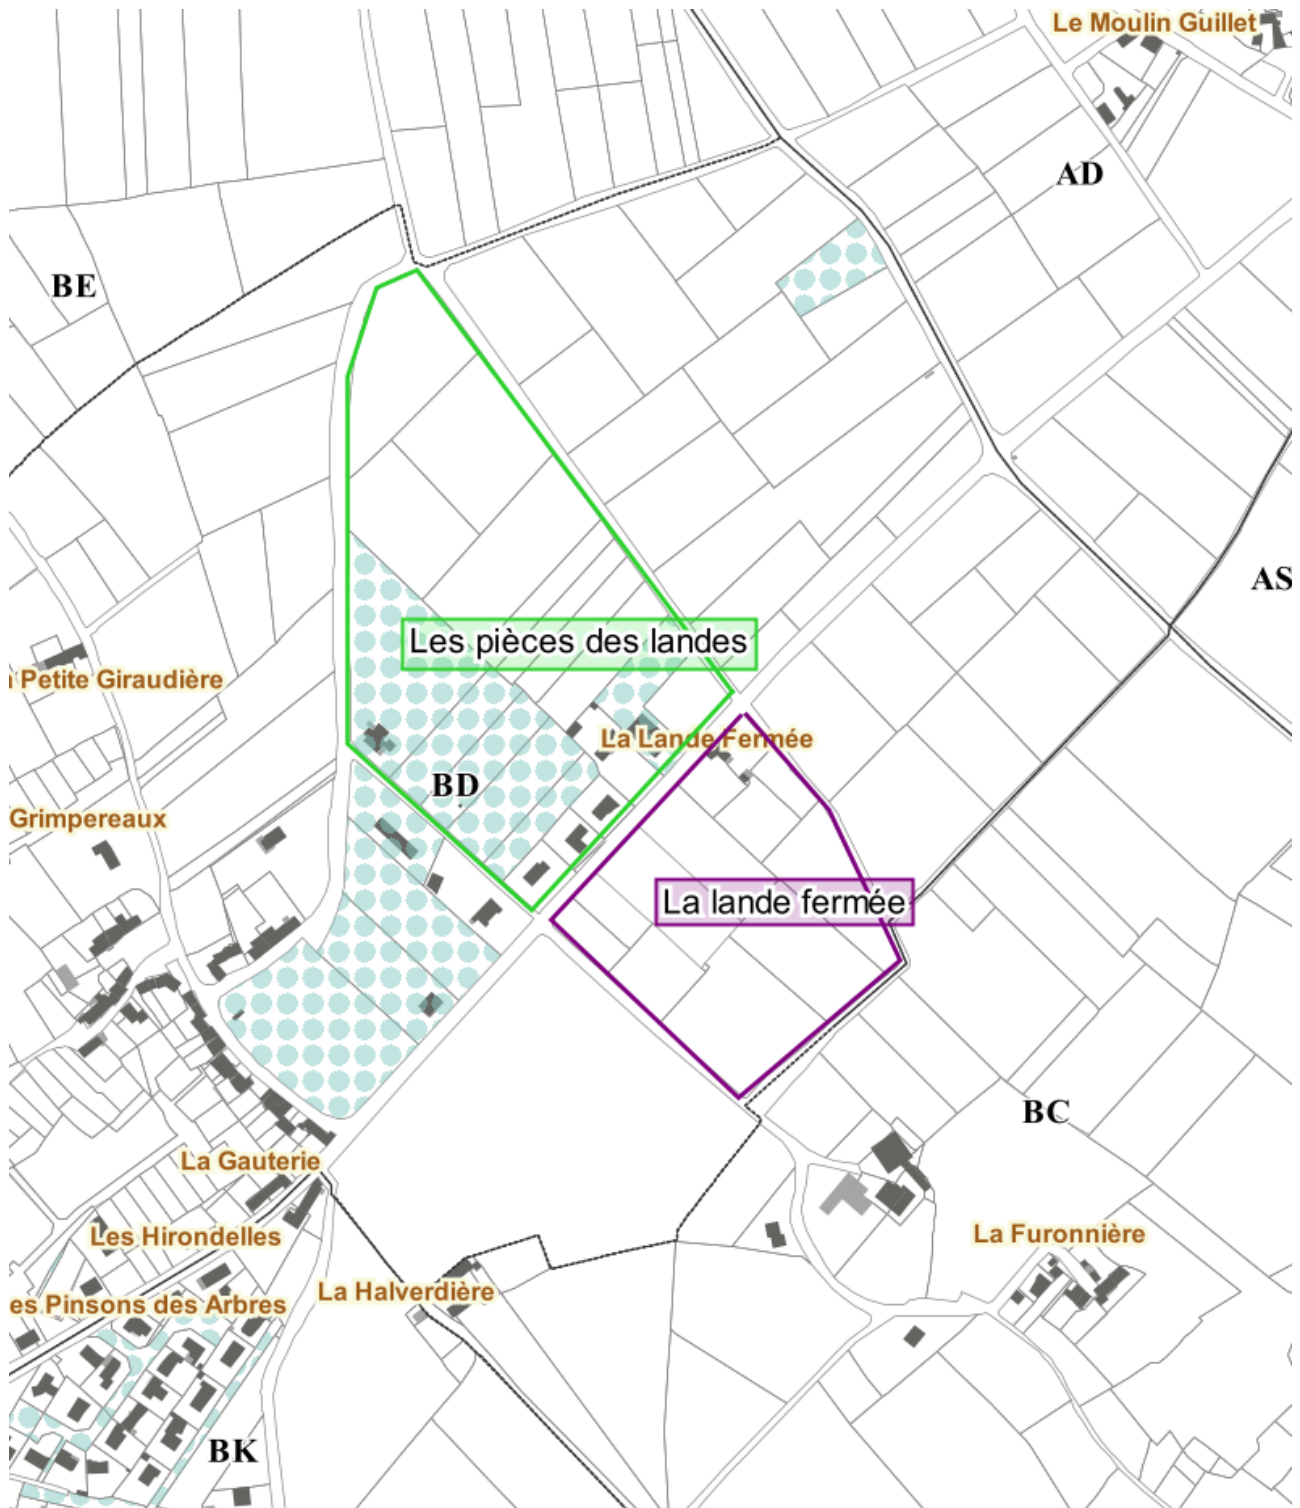 Le Moulin Guillet
AD
BE
AS
Les pièces des landes
Petite Giraudière
La Lande Fermée
BD
Grimpereaux
La lande fermée
BC
La Gauterie
Les Hirondelles
La Furonnière
La Halverdière
es Pinsons des Arbres
BK